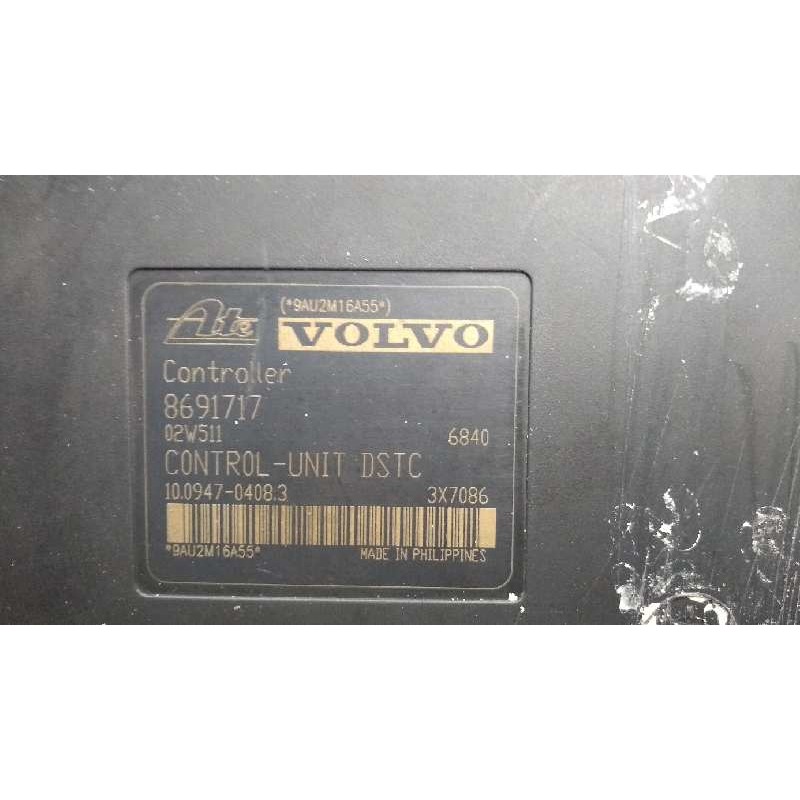 (*9AU2M16A55*)
Ate VOLVO
Controller
8691717
02W511 6840
CONTROL-UNIT DSTC
10.0947-0408.3 3X7086
*9AU2M16A55* MADE IN PHILIPPINES